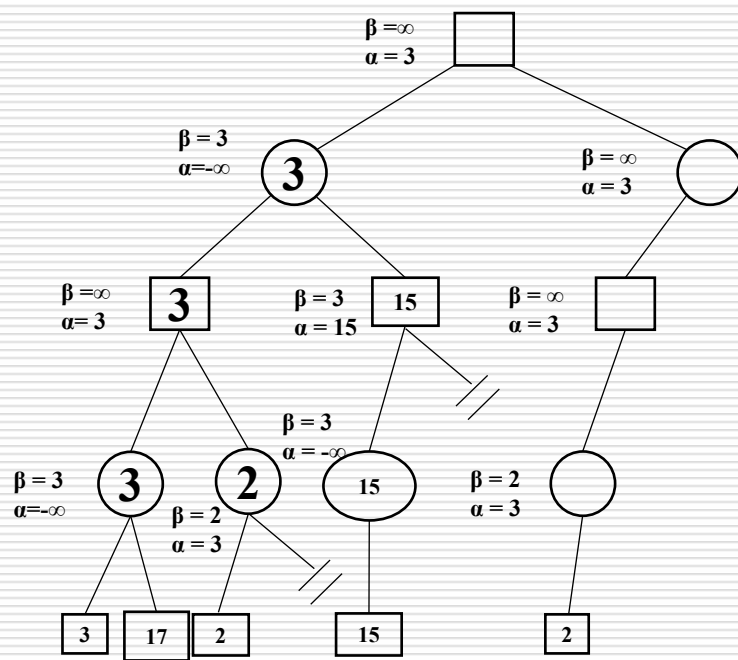 β =∞
α = 3
β = 3
α=-∞
3
β = ∞
α = 3
β =∞
α= 3
3
β = 3
α = 15
15
β = ∞
α = 3
β = 3
α=-∞
3
2
β = 2
α = 3
β = 3
α = -∞
15
β = 2
α = 3
3
17
2
15
2